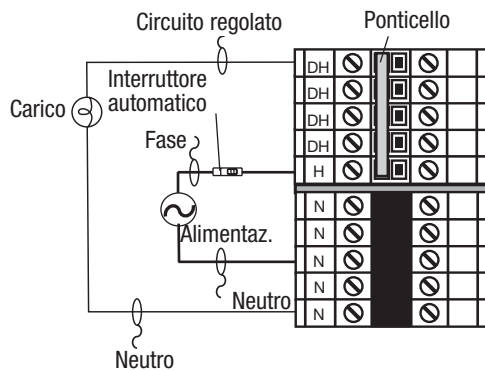 Circuito regolato
Ponticello
Interruttore
automatico
Carico
Fase
Alimentaz.
Neutro
Neutro
DH
DH
DH
DH
H
N
N
N
N
N